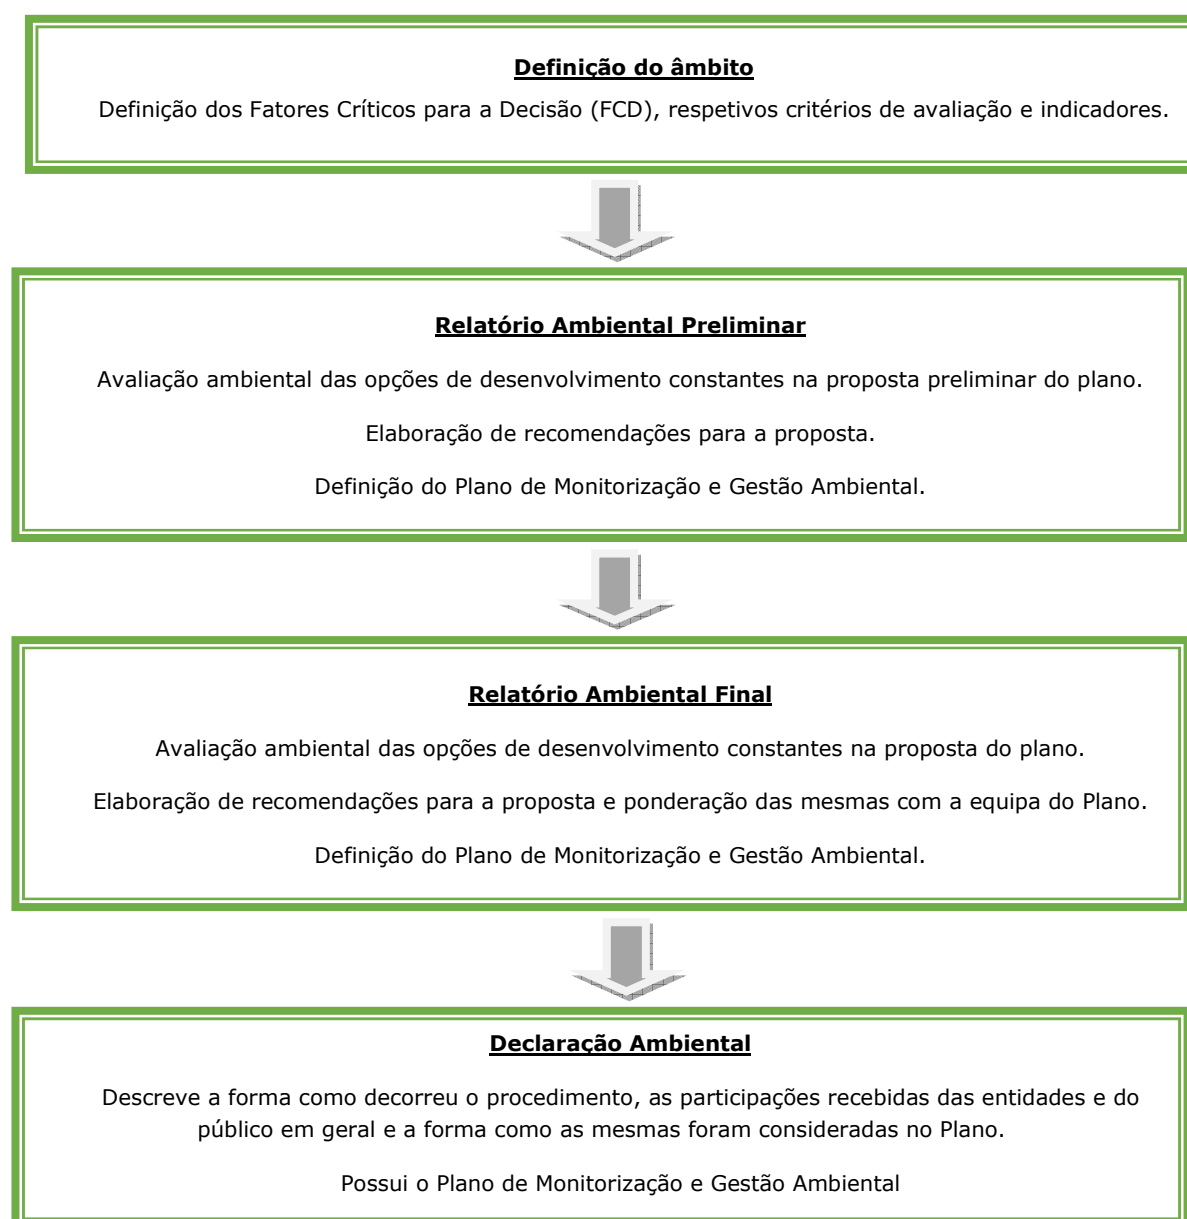 Definição do âmbito
Definição dos Fatores Críticos para a Decisão (FCD), respetivos critérios de avaliação e indicadores.
Relatório Ambiental Preliminar
Avaliação ambiental das opções de desenvolvimento constantes na proposta preliminar do plano.
Elaboração de recomendações para a proposta.
Definição do Plano de Monitorização e Gestão Ambiental.
Relatório Ambiental Final
Avaliação ambiental das opções de desenvolvimento constantes na proposta do plano.
Elaboração de recomendações para a proposta e ponderação das mesmas com a equipa do Plano.
Definição do Plano de Monitorização e Gestão Ambiental.
Declaração Ambiental
Descreve a forma como decorreu o procedimento, as participações recebidas das entidades e do
público em geral e a forma como as mesmas foram consideradas no Plano.
Possui o Plano de Monitorização e Gestão Ambiental